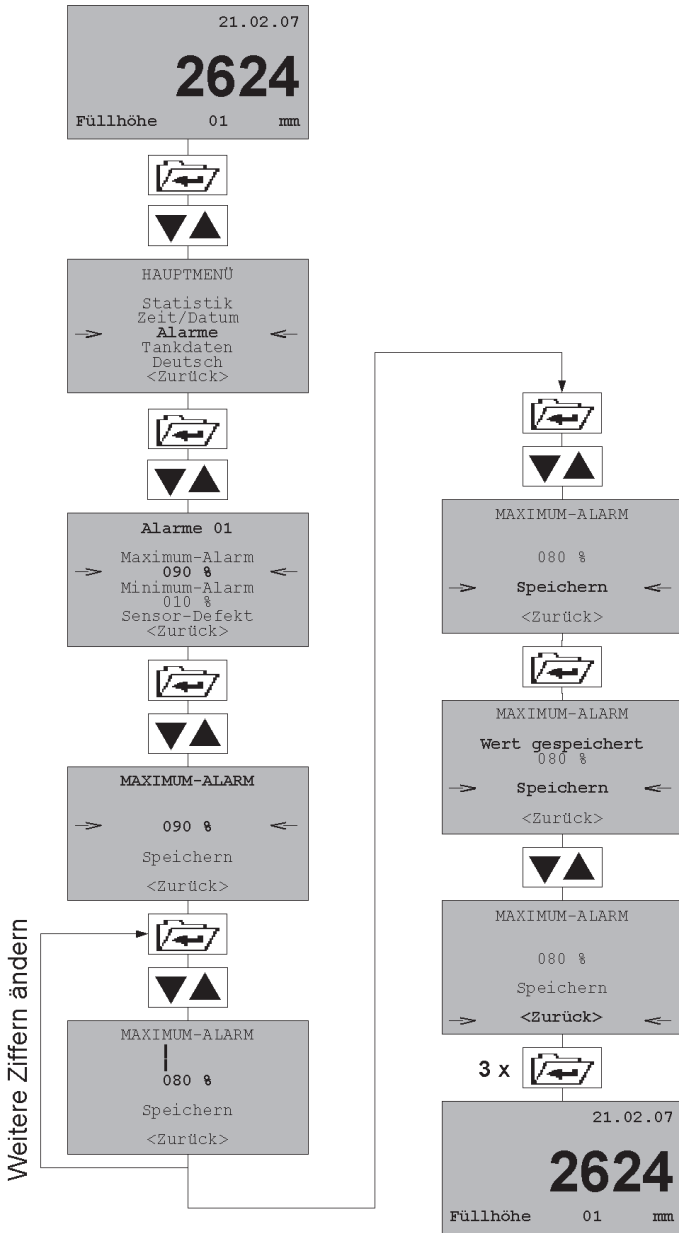 21.02.07
2624
Füllhöhe 01 mm
HAUPTMENÜ
Statistik
Zeit/Datum
Alarme
Tankdaten
Deutsch
<Zurück>
Alarme 01
Maximum-Alarm
090 %
Minimum-Alarm
010 %
Sensor-Defekt
<Zurück>
MAXIMUM-ALARM
090 %
Speichern
<Zurück>
Weitere Ziffern ändern
MAXIMUM-ALARM
080 %
Speichern
<Zurück>
MAXIMUM-ALARM
080 %
Speichern
<Zurück>
MAXIMUM-ALARM
Wert gespeichert
080 %
Speichern
<Zurück>
MAXIMUM-ALARM
080 %
Speichern
<Zurück>
3 x
21.02.07
2624
Füllhöhe 01 mm